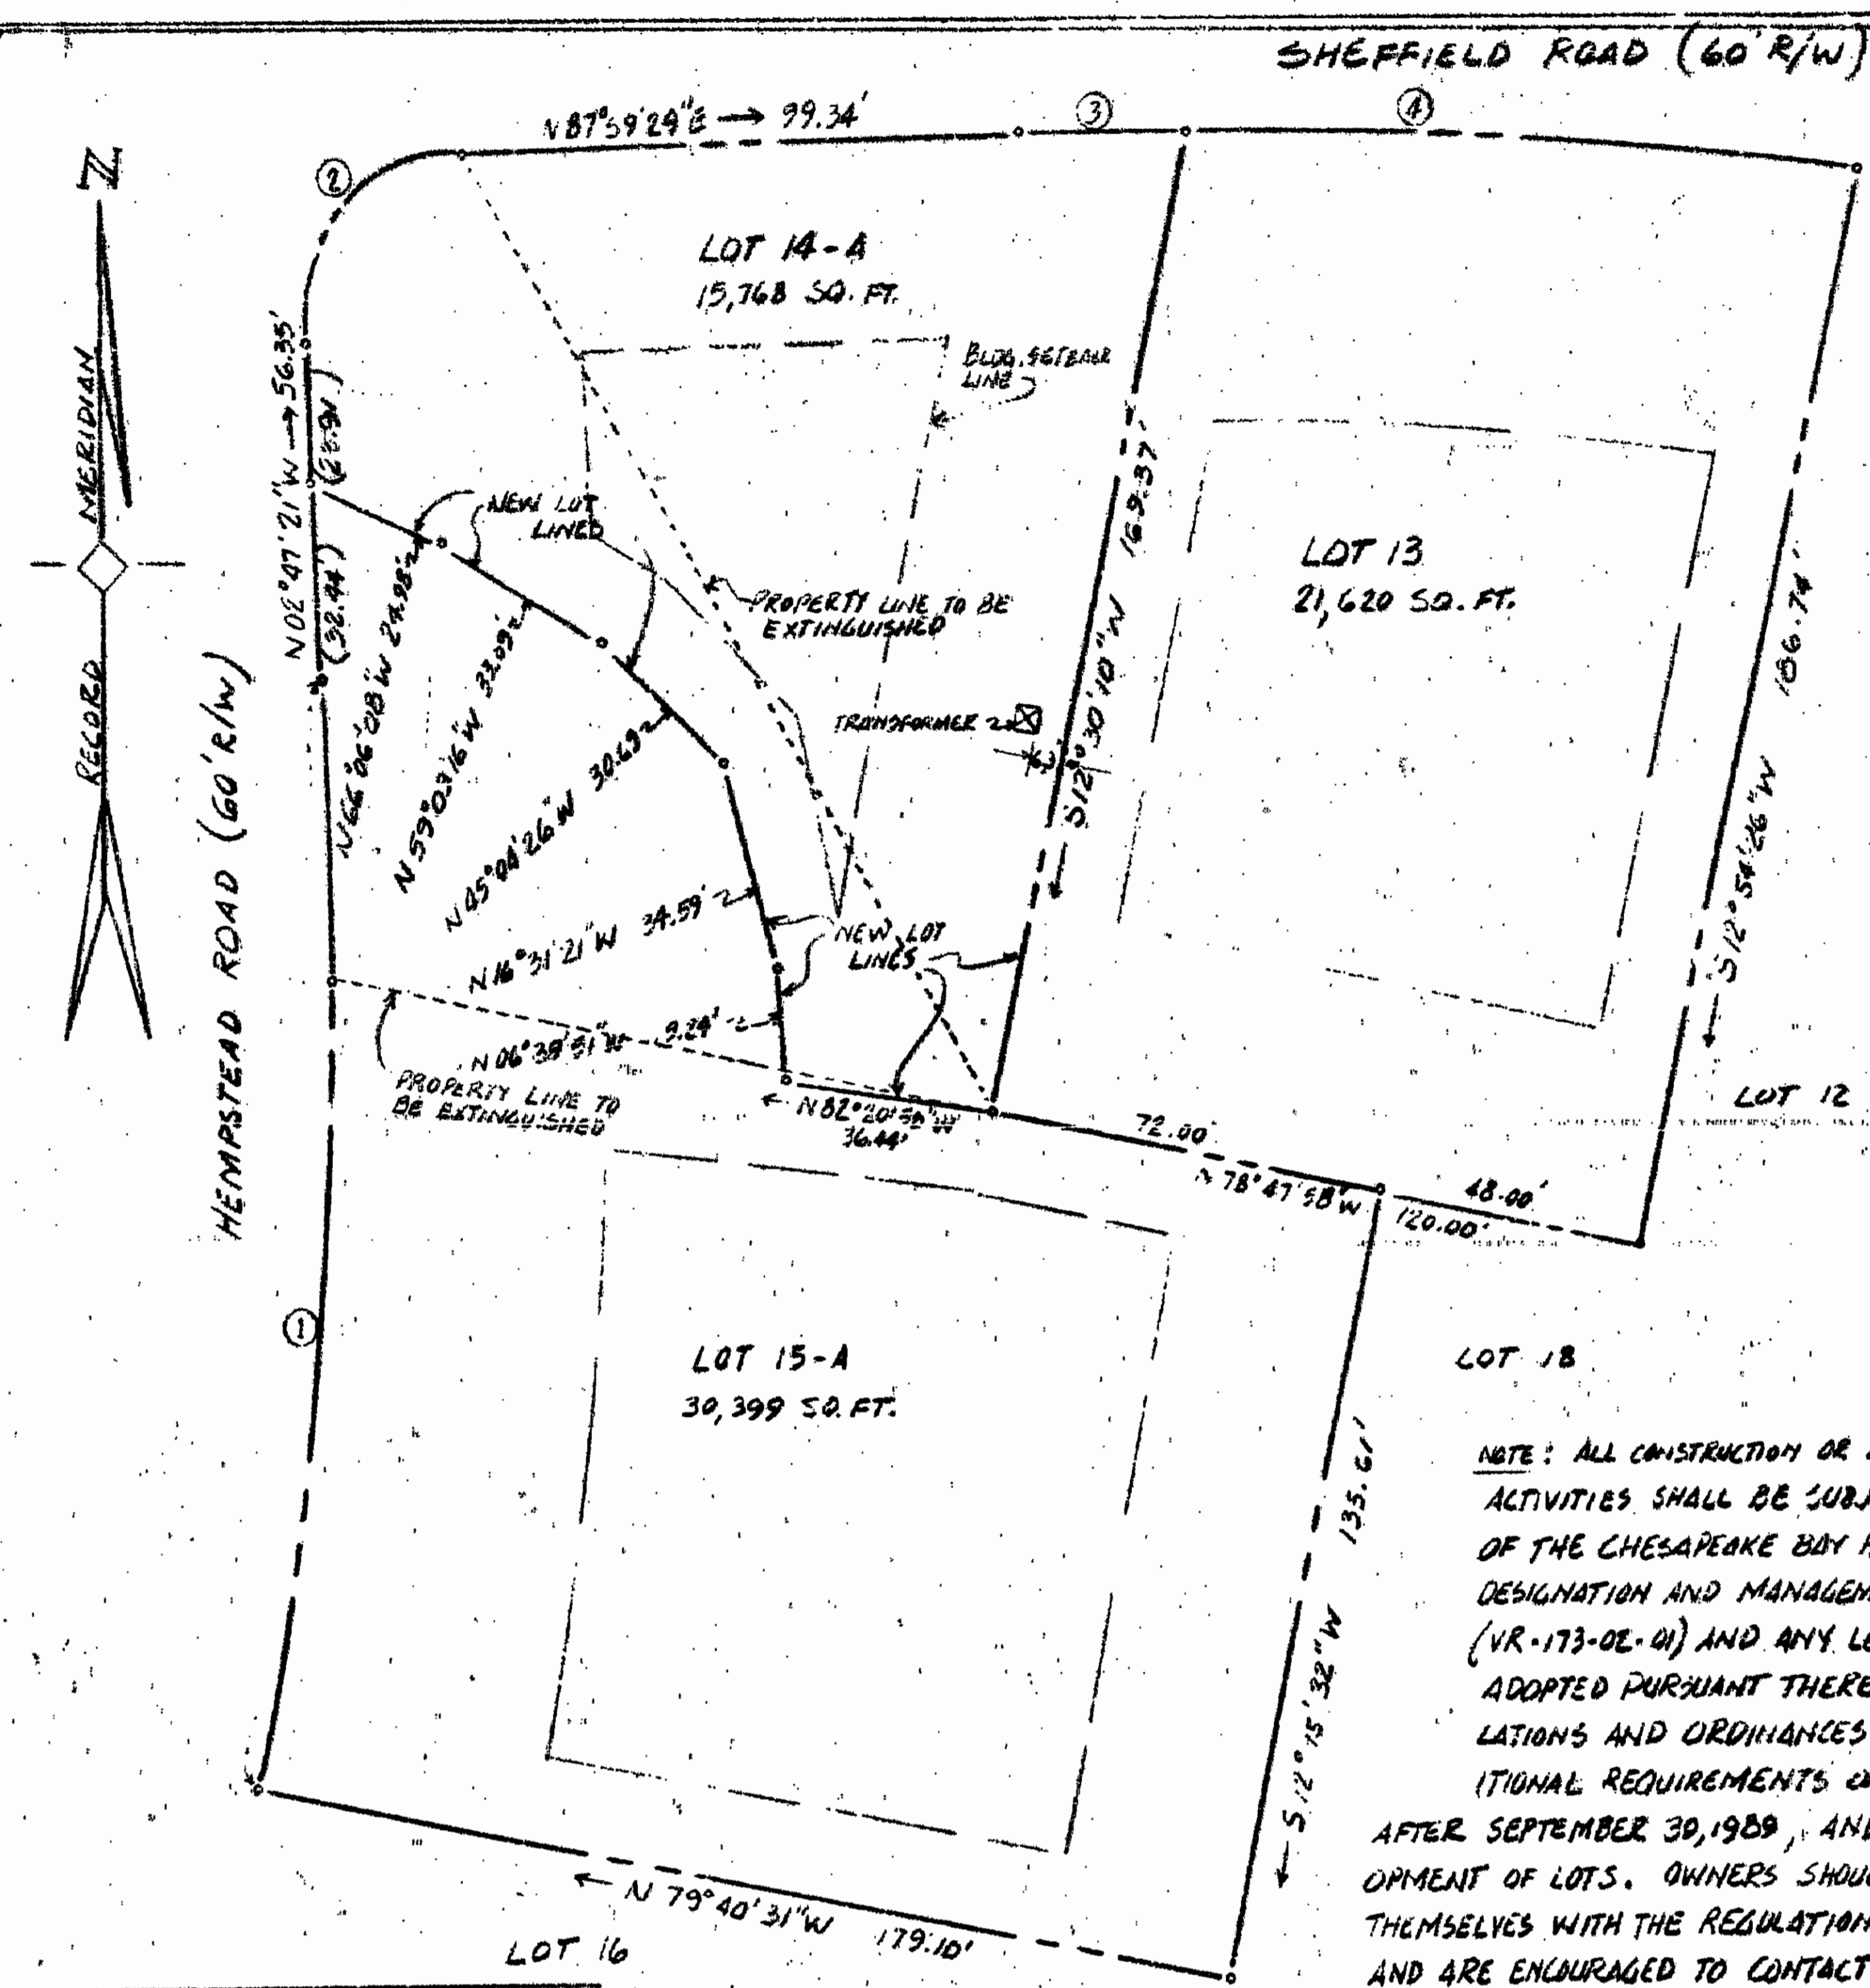 SHEFFIELD ROAD (60' R/W)
N 87°59'29"E → 99.34'
③
④
②
N
MERIDIAN
RECORD
LOT 14-A
15,768 SQ. FT.
BLDG. SETBACK
LINE
N 02°47'21"W → 56.35'
(32.44')
NEW LOT
LINES
PROPERTY LINE TO BE
EXTINGUISHED
S 12°30'10"W 169.37'
LOT 13
21,620 SQ. FT.
186.74'
S 12°54'26"W
TRANSFORMER
HEMPSTEAD ROAD (60' R/W)
N 66°06'08"W 24.98'
N 59°03'16"W 32.09'
N 45°04'26"W 30.69'
N 16°31'21"W 34.59'
N 06°39'51"W 9.24'
NEW LOT
LINES
PROPERTY LINE TO
BE EXTINGUISHED
N 82°20'56"W
36.44'
72.00'
N 78°47'58"W
48.00'
120.00'
LOT 12
①
LOT 15-A
30,399 SQ. FT.
LOT 18
135.61'
S 12°15'32"W
N 79°40'31"W 179.10'
LOT 16
NOTE: ALL CONSTRUCTION OR
ACTIVITIES SHALL BE SUBJ
OF THE CHESAPEAKE BAY
DESIGNATION AND MANAGEM
(VR-173-02-01) AND ANY L
ADOPTED PURSUANT THERE
LATIONS AND ORDINANCES
ITIONAL REQUIREMENTS
AFTER SEPTEMBER 30, 1989, AND
OPMENT OF LOTS. OWNERS SHOU
THEMSELVES WITH THE REGULATION
AND ARE ENCOURAGED TO CONTACT